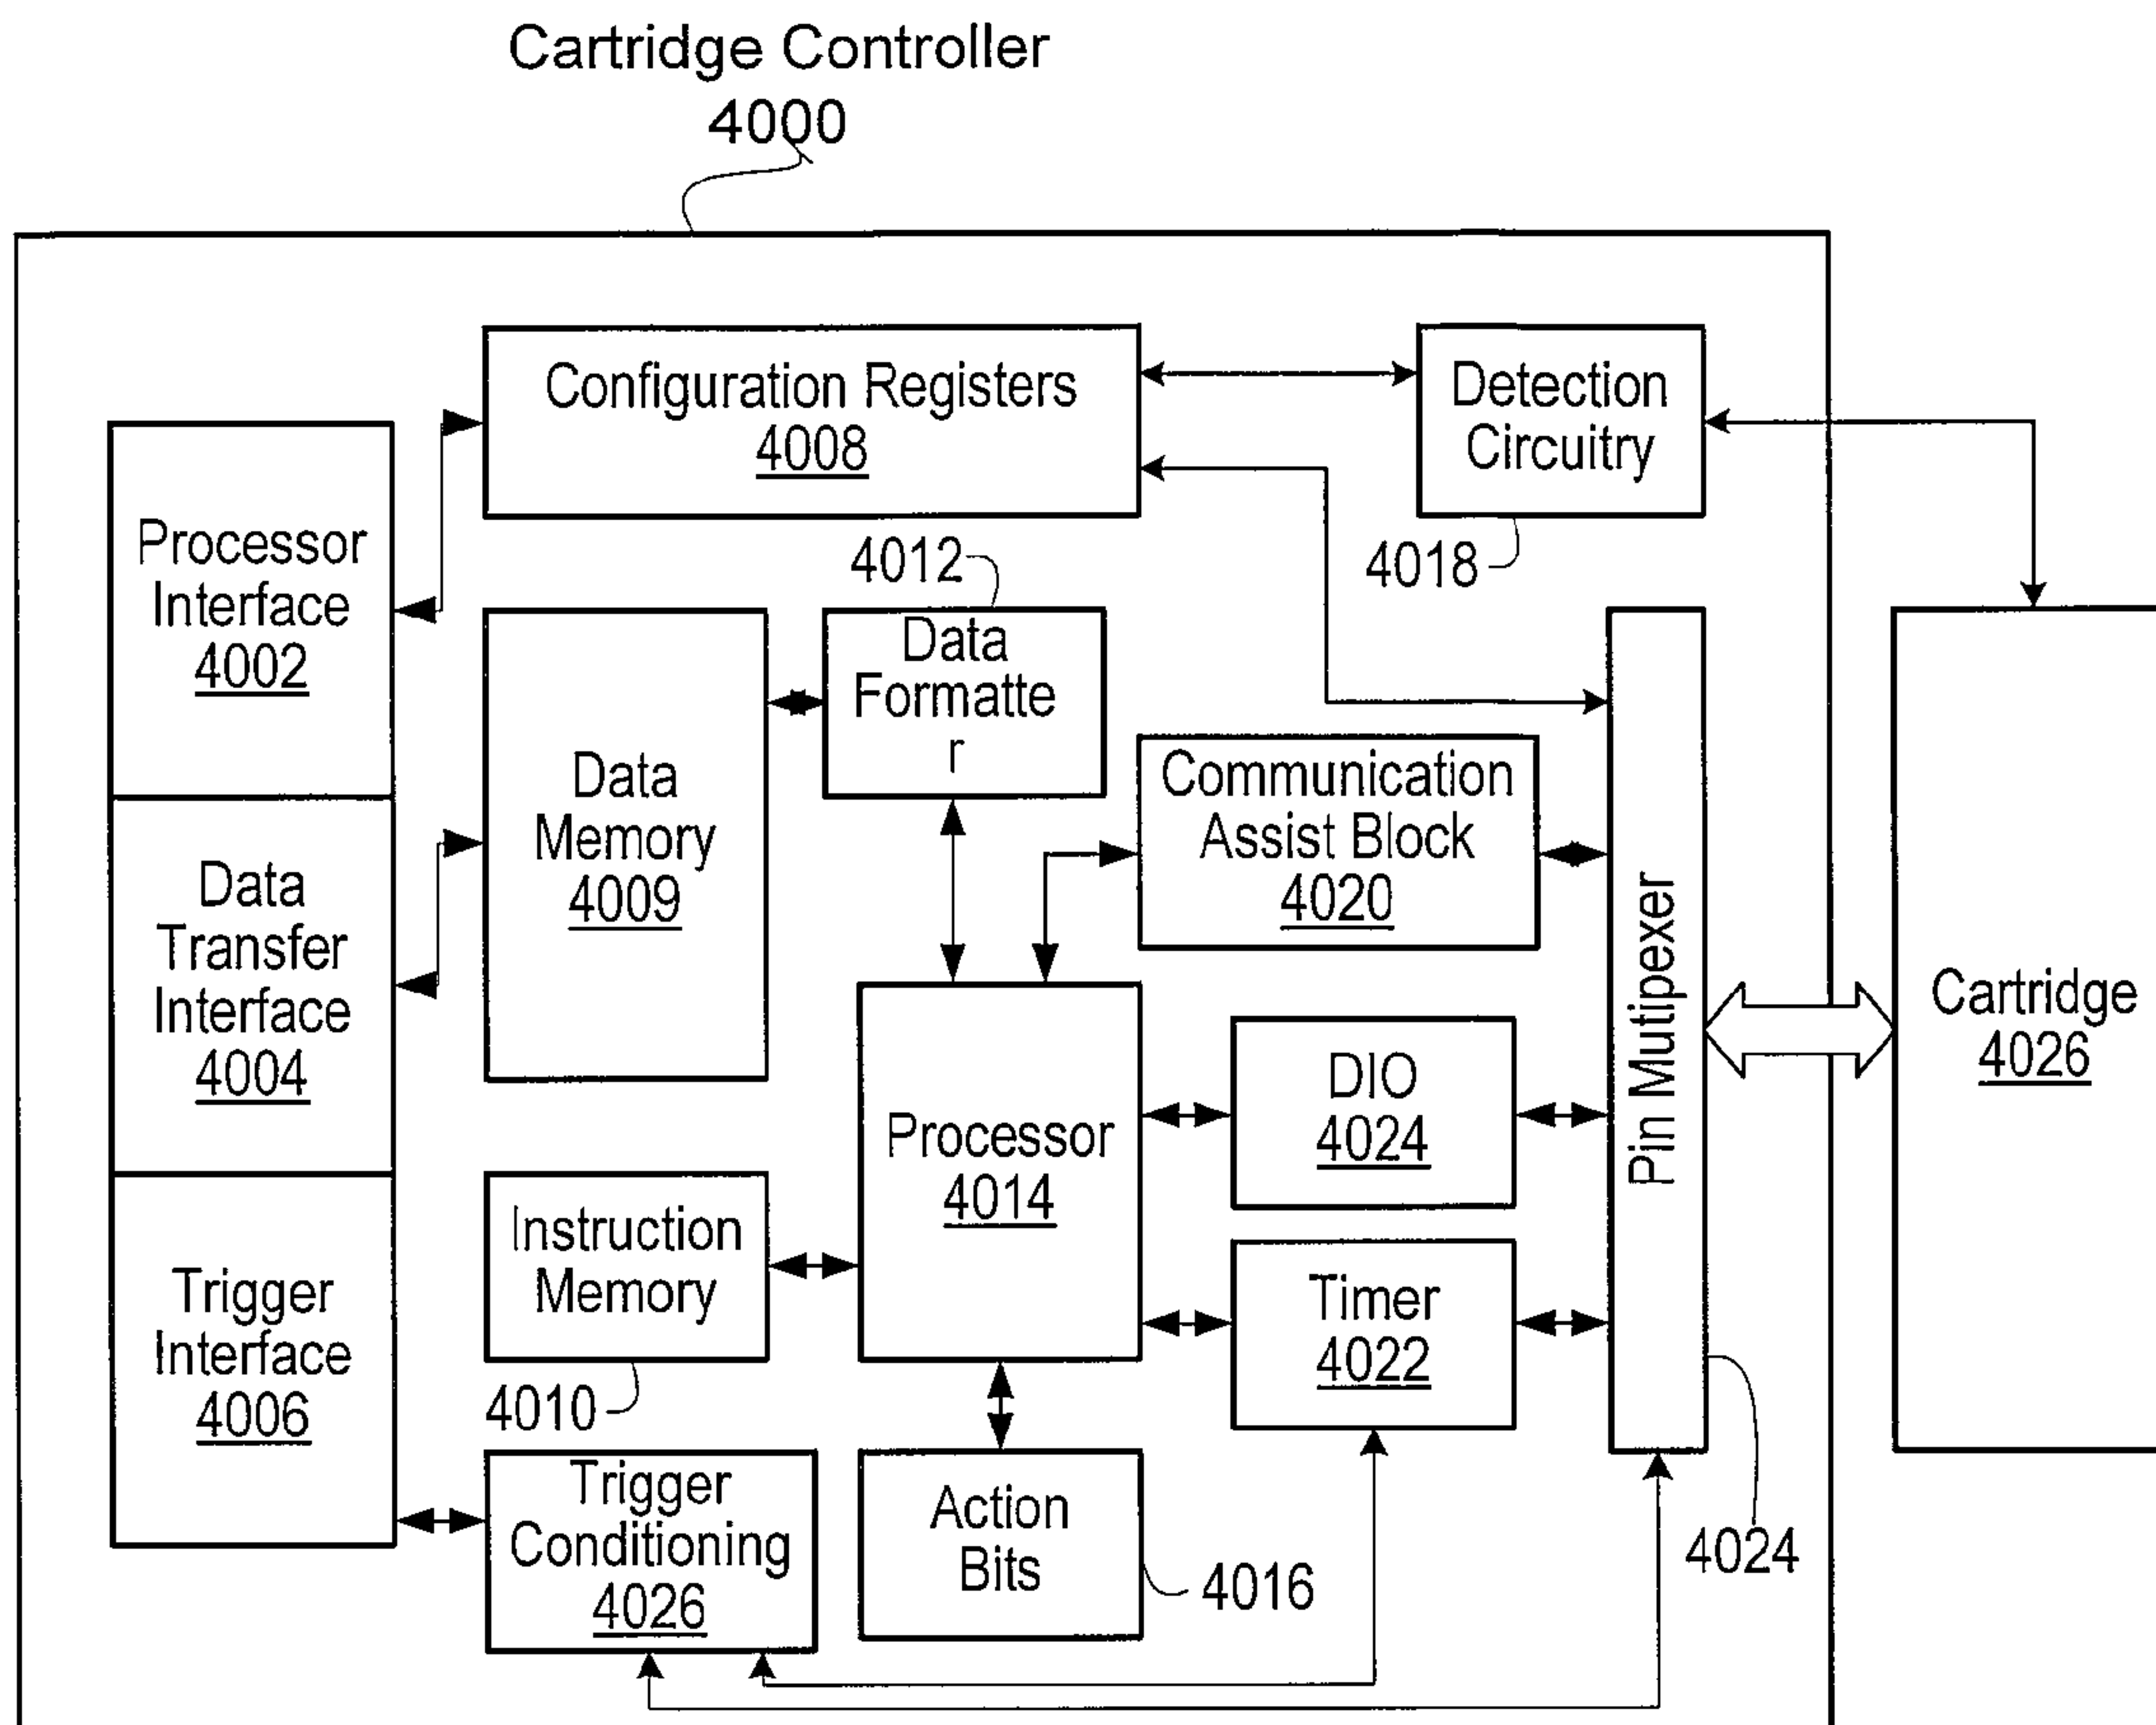 Cartridge Controller
4000
Configuration Registers
4008
Detection
Circuitry
4018
Processor
Interface
4002
4012
Data
Formatte
r
Data
Memory
4009
Communication
Assist Block
4020
Data
Transfer
Interface
4004
Pin Mutipexer
Cartridge
4026
DIO
4024
Processor
4014
Instruction
Memory
4010
Timer
4022
Trigger
Interface
4006
Trigger
Conditioning
4026
Action
Bits
4016
4024